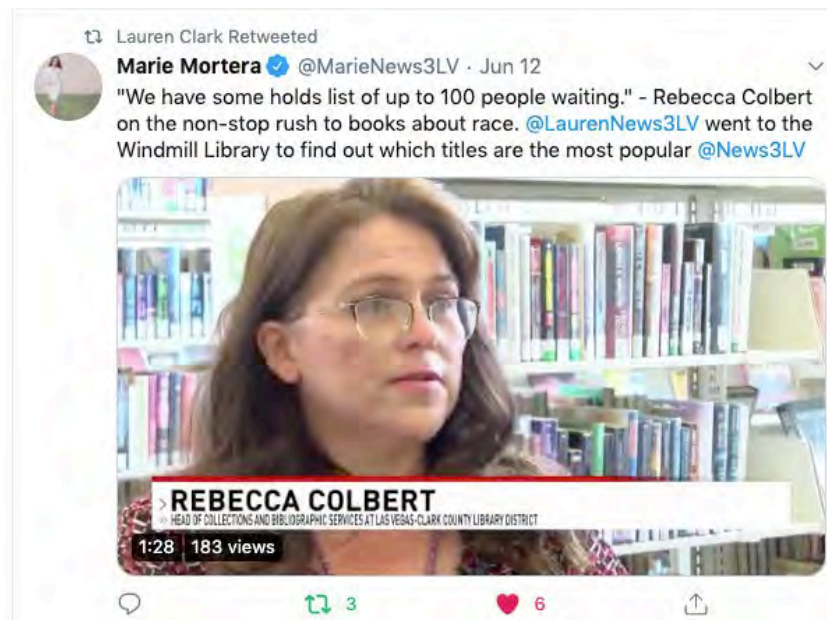 Lauren Clark Retweeted
Marie Mortera @MarieNews3LV · Jun 12
"We have some holds list of up to 100 people waiting." - Rebecca Colbert
on the non-stop rush to books about race. @LaurenNews3LV went to the
Windmill Library to find out which titles are the most popular @News3LV
> REBECCA COLBERT
» HEAD OF COLLECTIONS AND BIBLIOGRAPHIC SERVICES AT LAS VEGAS-CLARK COUNTY LIBRARY DISTRICT
1:28 183 views
3 6